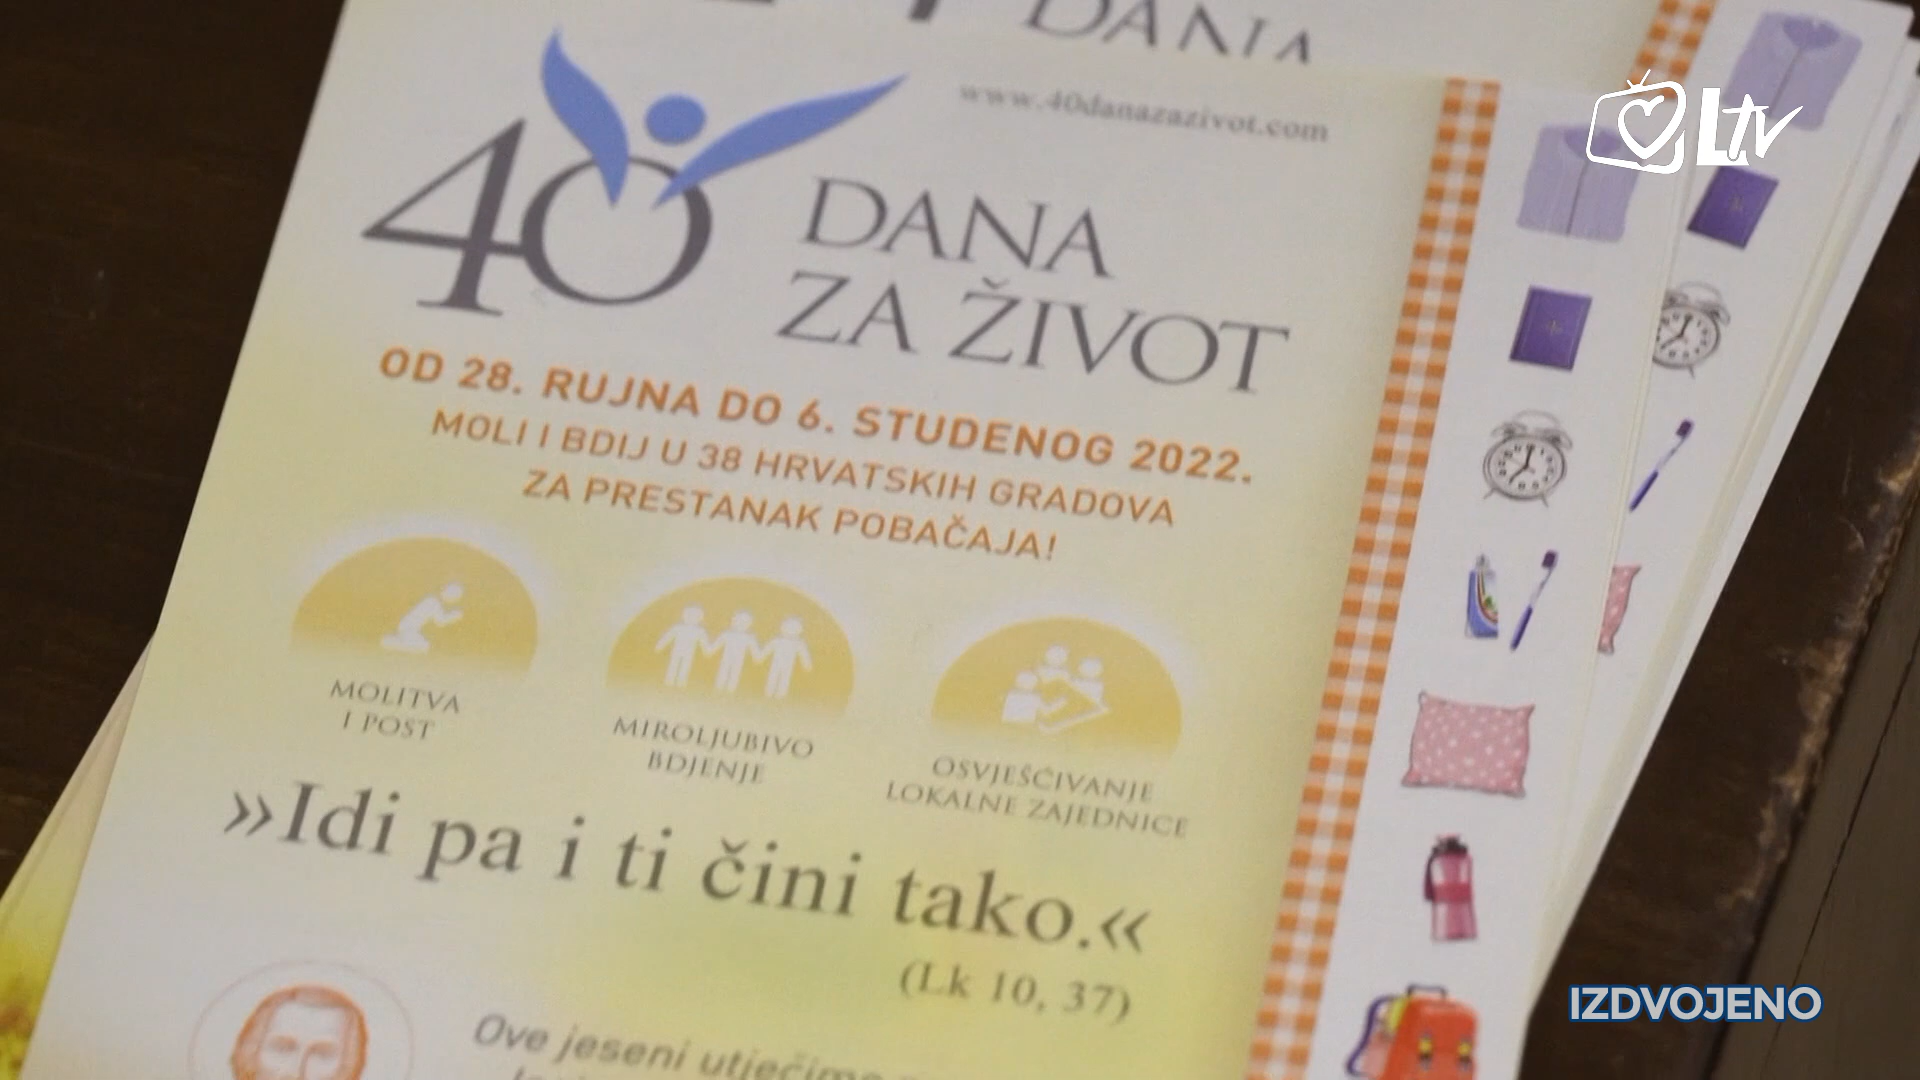 DANA
www.40danazazivot.com
40 DANA
ZA ŽIVOT
OD 28. RUJNA DO 6. STUDENOG 2022.
MOLI I BDIJ U 38 HRVATSKIH GRADOVA
ZA PRESTANAK POBAČAJA!
MOLITVA
I POST
MIROLJUBIVO
BDJENJE
OSVJEŠĆIVANJE
LOKALNE ZAJEDNICE
»Idi pa i ti čini tako.«
(Lk 10, 37)
Ove jeseni utječimo
LTV
IZDVOJENO